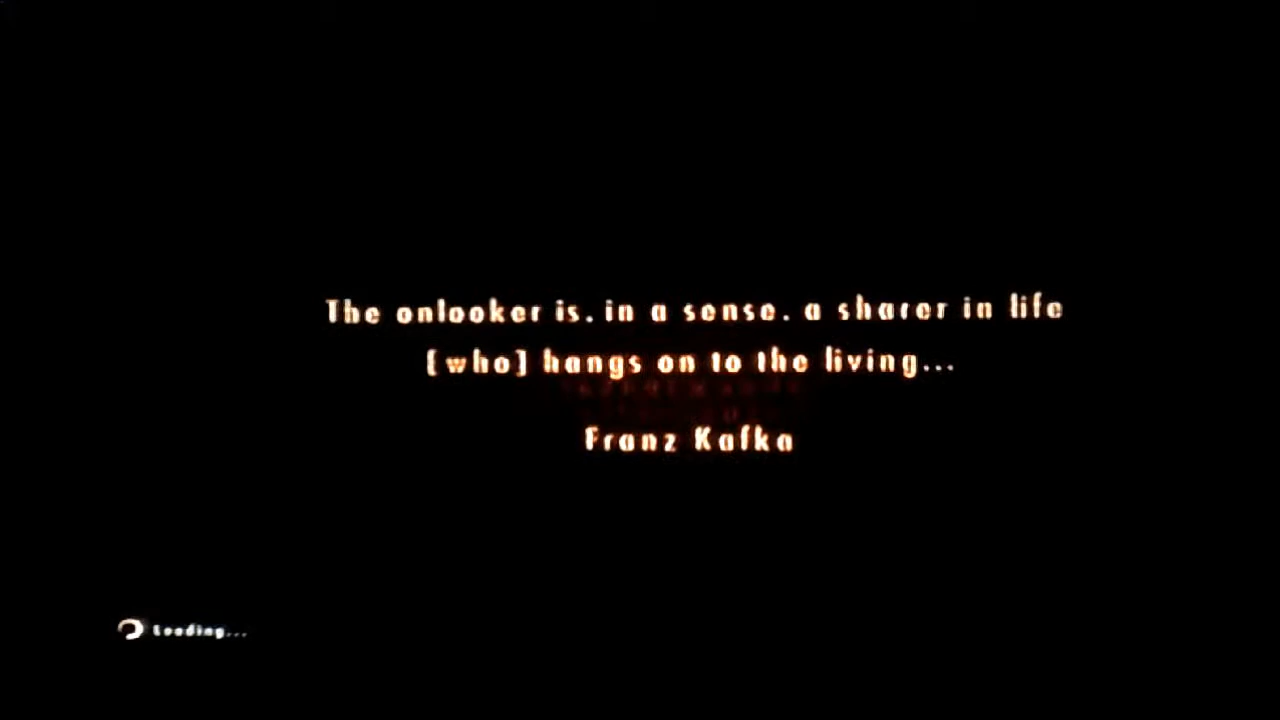 The onlooker is, in a sense, a sharer in life
[who] hangs on to the living...
Franz Kafka
Loading...